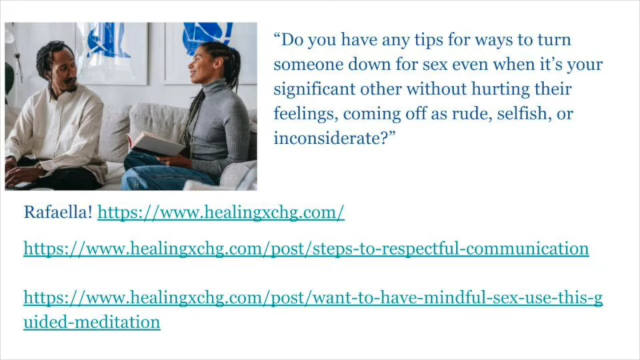 “Do you have any tips for ways to turn
someone down for sex even when it’s your
significant other without hurting their
feelings, coming off as rude, selfish, or
inconsiderate?”
Rafaella! https://www.healingxchg.com/
https://www.healingxchg.com/post/steps-to-respectful-communication
https://www.healingxchg.com/post/want-to-have-mindful-sex-use-this-g
uided-meditation